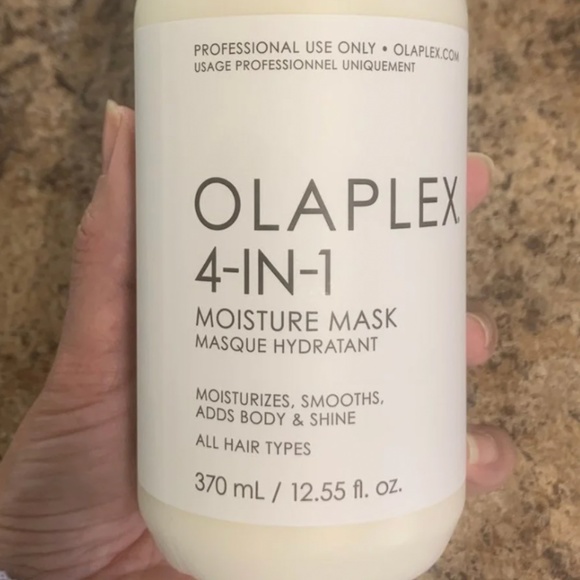 PROFESSIONAL USE ONLY • OLAPLEX.COM
USAGE PROFESSIONNEL UNIQUEMENT
OLAPLEX.
4-IN-1
MOISTURE MASK
MASQUE HYDRATANT
MOISTURIZES, SMOOTHS,
ADDS BODY & SHINE
ALL HAIR TYPES
370 mL / 12.55 fl. oz.